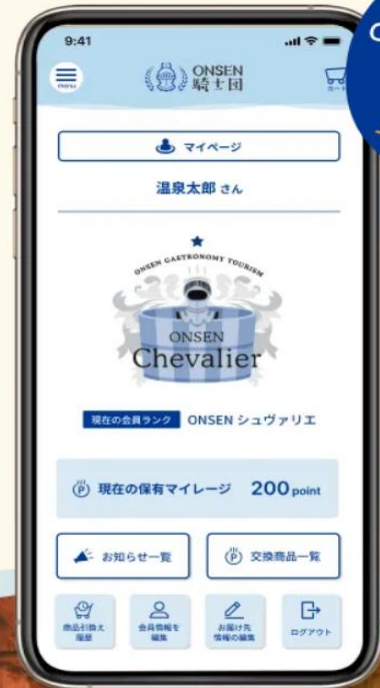 9:41
menu
ONSEN
騎士団
カート
マイページ
温泉太郎 さん
ONSEN GASTRONOMY TOURISM
ONSEN
Chevalier
現在の会員ランク ONSEN シュヴァリエ
現在の保有マイレージ 200 point
お知らせ一覧
交換商品一覧
商品引換え
履歴
会員情報を
編集
お届け先
情報の編集
ログアウト